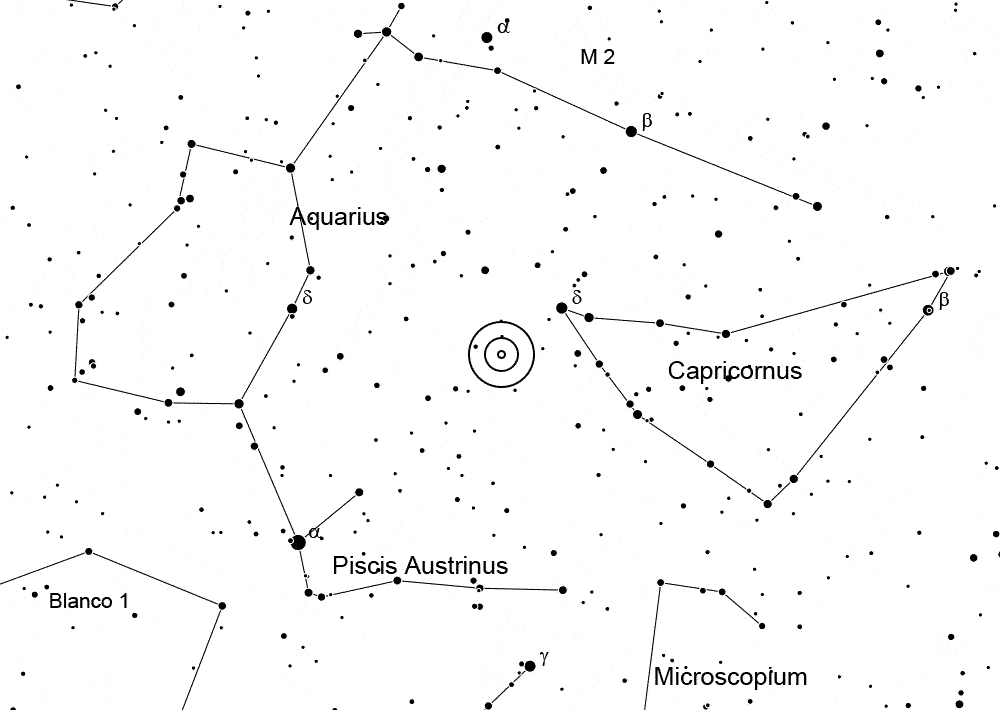 α
M 2
β
Aquarius
δ
δ
β
Capricornus
α
Piscis Austrinus
Blanco 1
γ
Microscopium